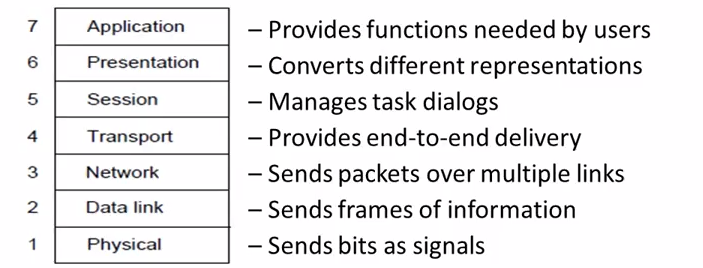 7 Application – Provides functions needed by users
6 Presentation – Converts different representations
5 Session – Manages task dialogs
4 Transport – Provides end-to-end delivery
3 Network – Sends packets over multiple links
2 Data link – Sends frames of information
1 Physical – Sends bits as signals